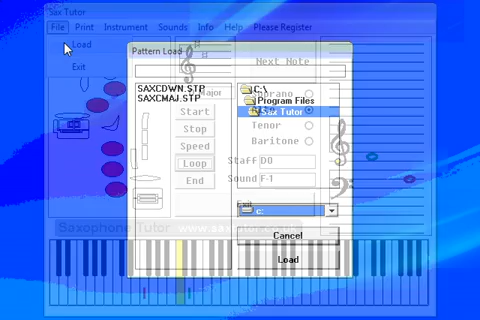 Sax Tutor
File Print Instrument Sounds Info Help Please Register
Load
Exit
Pattern Load
Next Note
SAXCDWN.STP
SAXCMAJ.STP
Major
C:\
Program Files
Sax Tutor
Soprano
Tenor
Baritone
Start
Stop
Speed
Loop
End
Staff DO
Sound F-1
Exit
c:
Cancel
Load
Saxophone Tutor